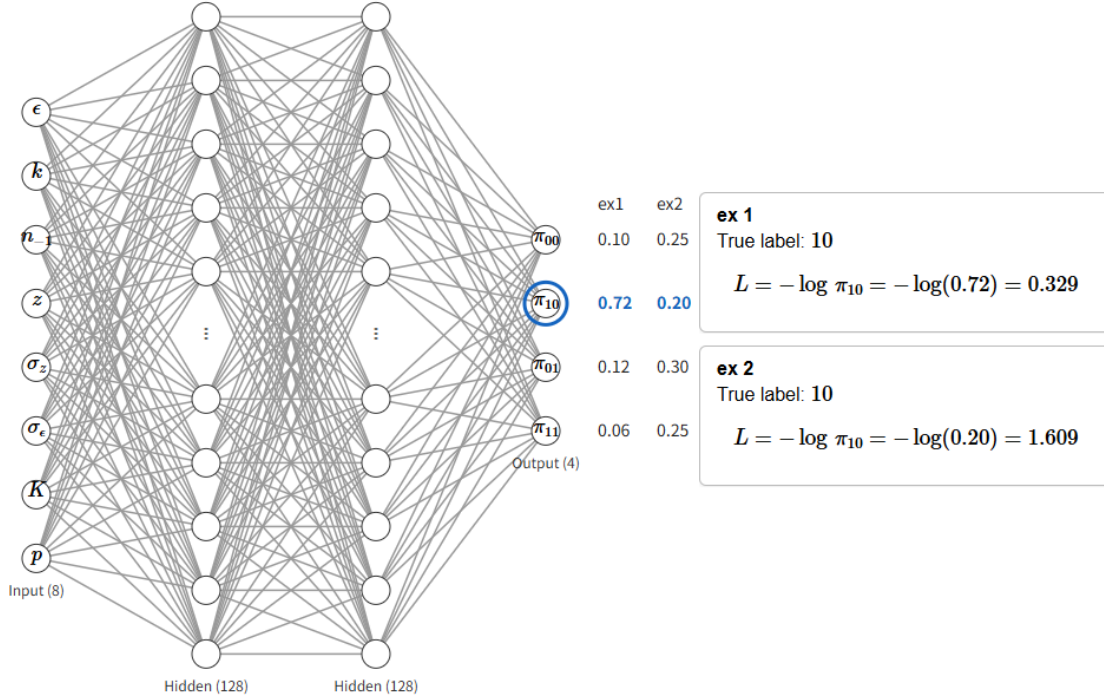 ϵ
k
n₋₁
z
σ_z
σ_ϵ
K
p
Input (8)
...
Hidden (128)
...
Hidden (128)
π₀₀
π₁₀
π₀₁
π₁₁
Output (4)
ex1 ex2
0.10 0.25
0.72 0.20
0.12 0.30
0.06 0.25
ex 1
True label: 10
L = − log π₁₀ = − log(0.72) = 0.329
ex 2
True label: 10
L = − log π₁₀ = − log(0.20) = 1.609